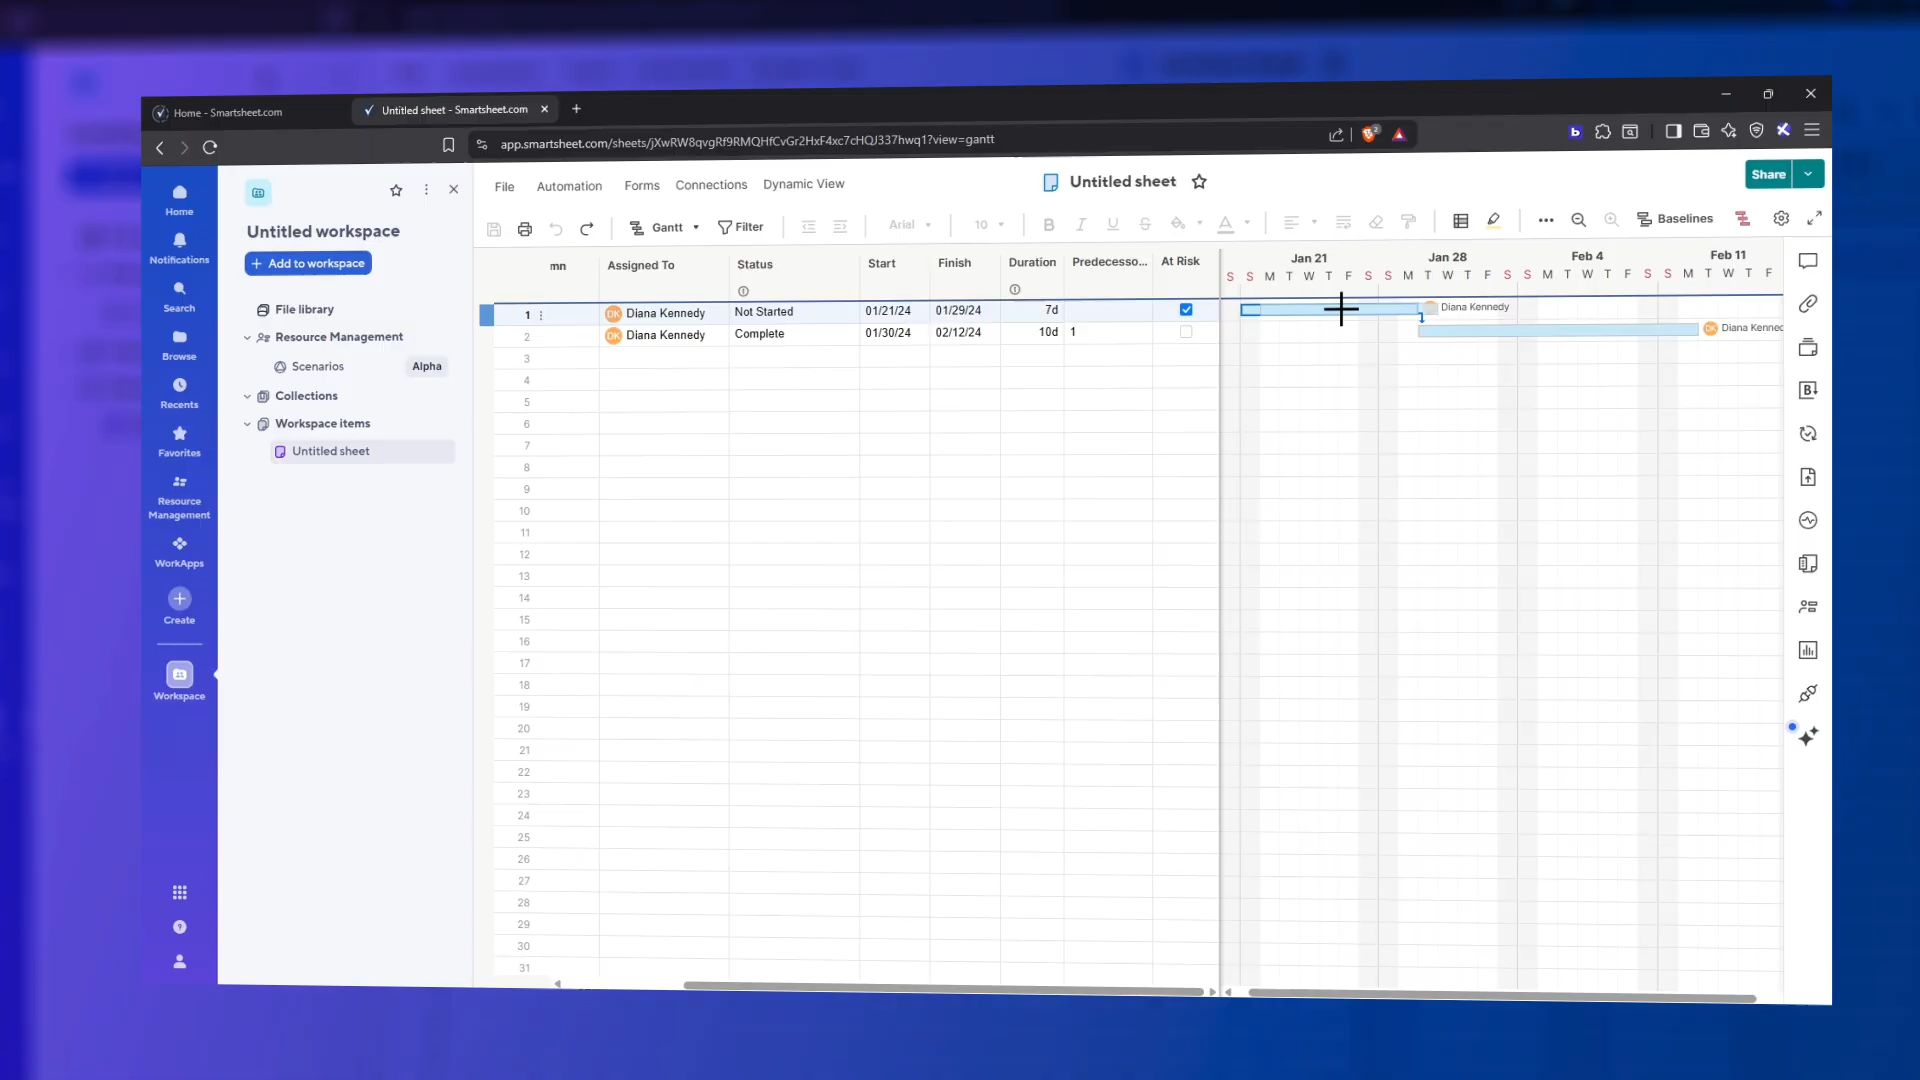 Home - Smartsheet.com
Untitled sheet - Smartsheet.com
app.smartsheet.com/sheets/jXwRW8qvgRf9RMQHfCvGr2HxF4xc7cHQJ337hwq1?view=gantt
2
b
Home
Notifications
Search
Browse
Recents
Favorites
Resource
Management
WorkApps
Create
Workspace
Untitled workspace
Add to workspace
File library
Resource Management
Scenarios
Alpha
Collections
Workspace items
Untitled sheet
File Automation Forms Connections Dynamic View
Untitled sheet
Share
Gantt Filter Arial 10 B I U S A Baselines
mn Assigned To Status Start Finish Duration Predecesso... At Risk
Jan 21 Jan 28 Feb 4 Feb 11
S S M T W T F S S M T W T F S S M T W T F S S M T W T F
1 DK Diana Kennedy Not Started 01/21/24 01/29/24 7d Diana Kennedy
2 DK Diana Kennedy Complete 01/30/24 02/12/24 10d 1 DK Diana Kennec
3
4
5
6
7
8
9
10
11
12
13
14
15
16
17
18
19
20
21
22
23
24
25
26
27
28
29
30
31